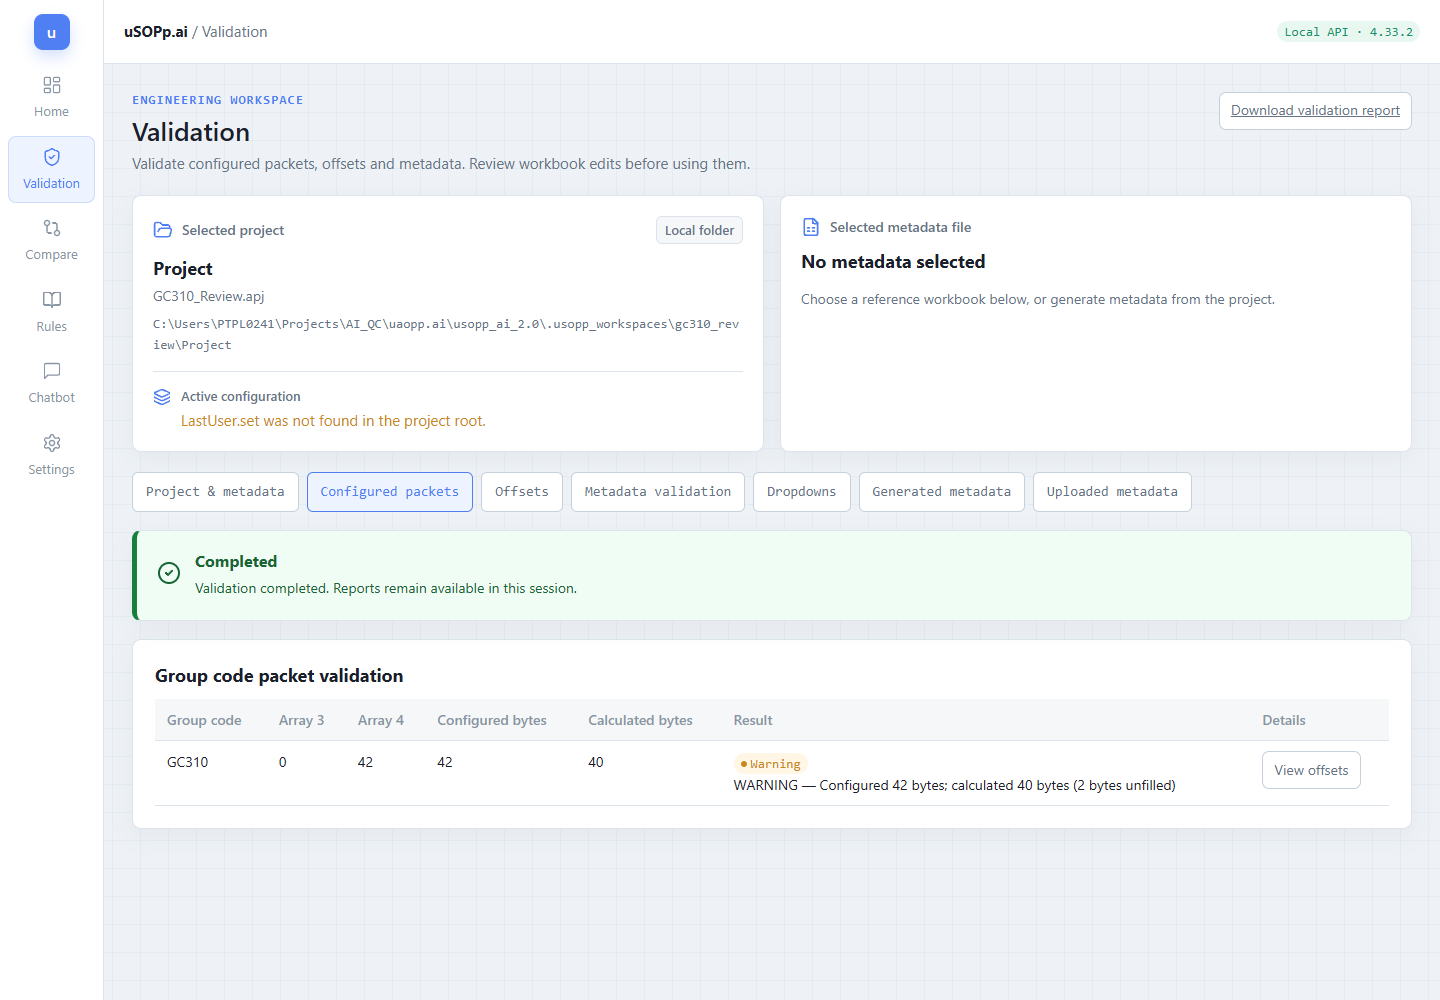 u
uSOPp.ai / Validation
Local API · 4.33.2
Home
Validation
Compare
Rules
Chatbot
Settings
ENGINEERING WORKSPACE
Validation
Validate configured packets, offsets and metadata. Review workbook edits before using them.
Download validation report
Selected project
Local folder
Project
GC310_Review.apj
C:\Users\PTPL0241\Projects\AI_QC\uaopp.ai\usopp_ai_2.0\.usopp_workspaces\gc310_rev
iew\Project
Active configuration
LastUser.set was not found in the project root.
Selected metadata file
No metadata selected
Choose a reference workbook below, or generate metadata from the project.
Project & metadata Configured packets Offsets Metadata validation Dropdowns Generated metadata Uploaded metadata
Completed
Validation completed. Reports remain available in this session.
Group code packet validation
Group code Array 3 Array 4 Configured bytes Calculated bytes Result Details
GC310 0 42 42 40 Warning
WARNING — Configured 42 bytes; calculated 40 bytes (2 bytes unfilled)
View offsets